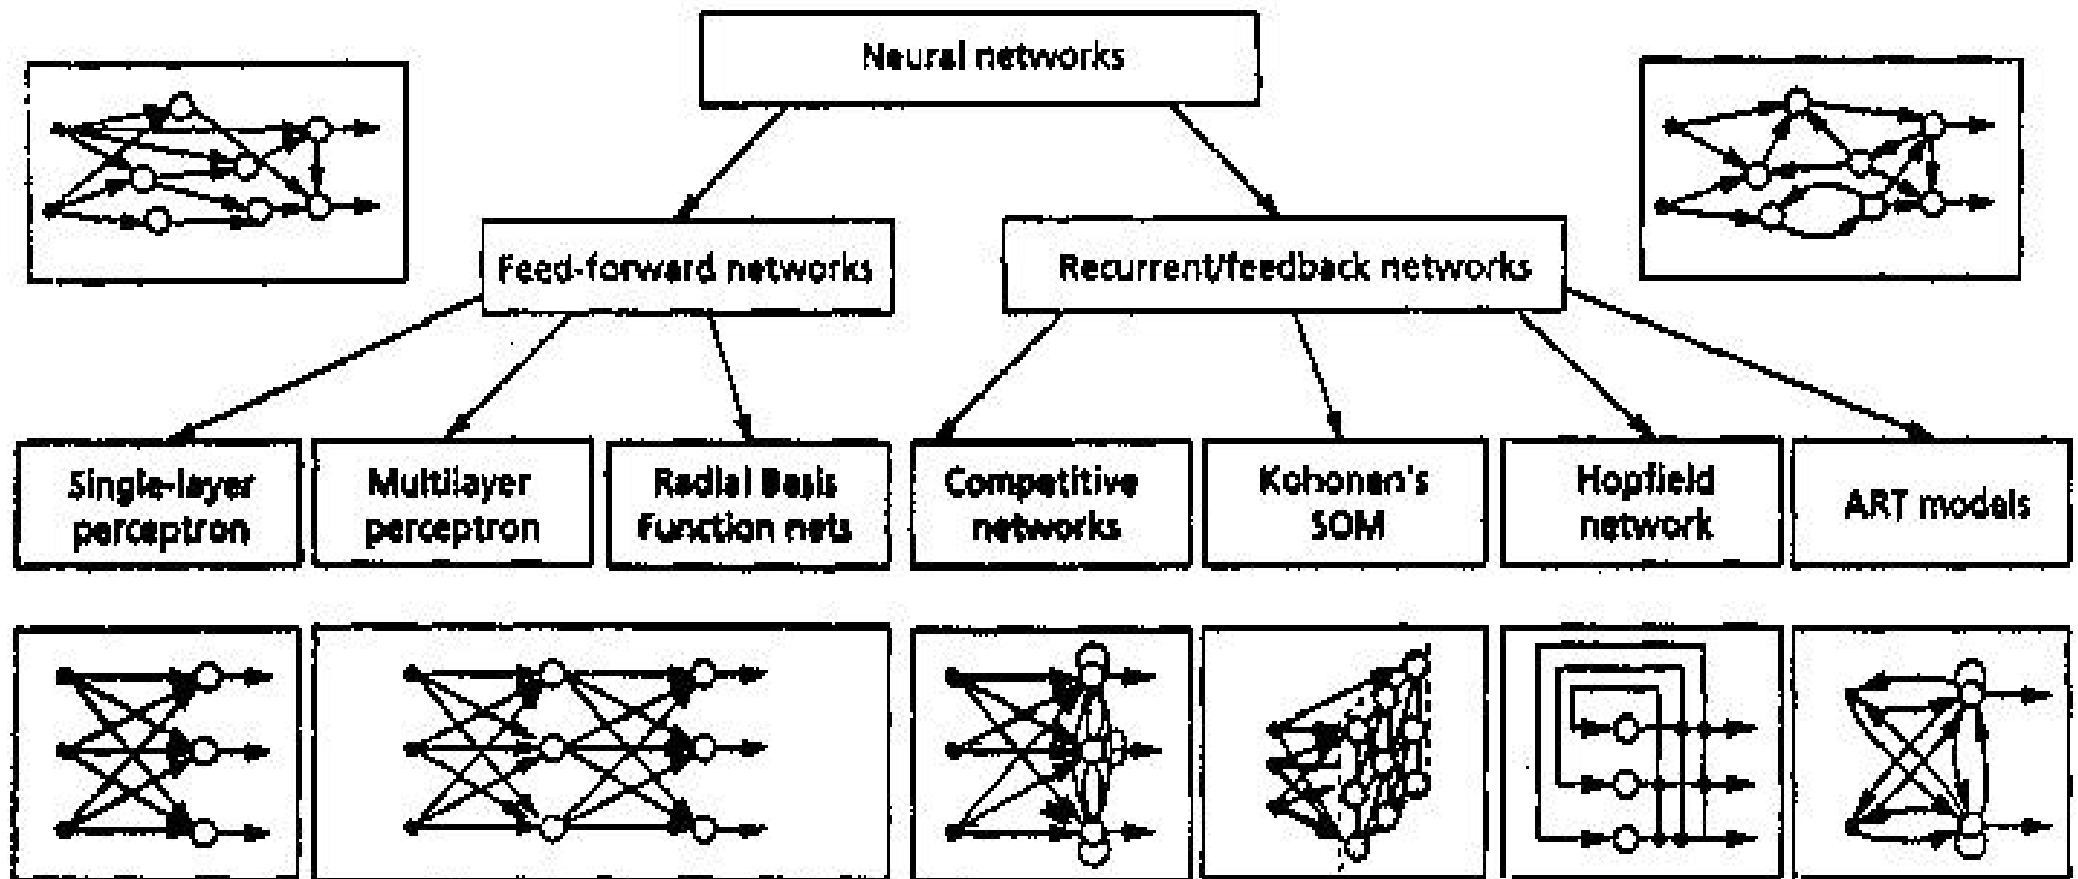 Neural networks
Feed-forward networks
Recurrent/feedback networks
Single-layer
perceptron
Multilayer
perceptron
Radial Basis
Function nets
Competitive
networks
Kohonen's
SOM
Hopfield
network
ART models